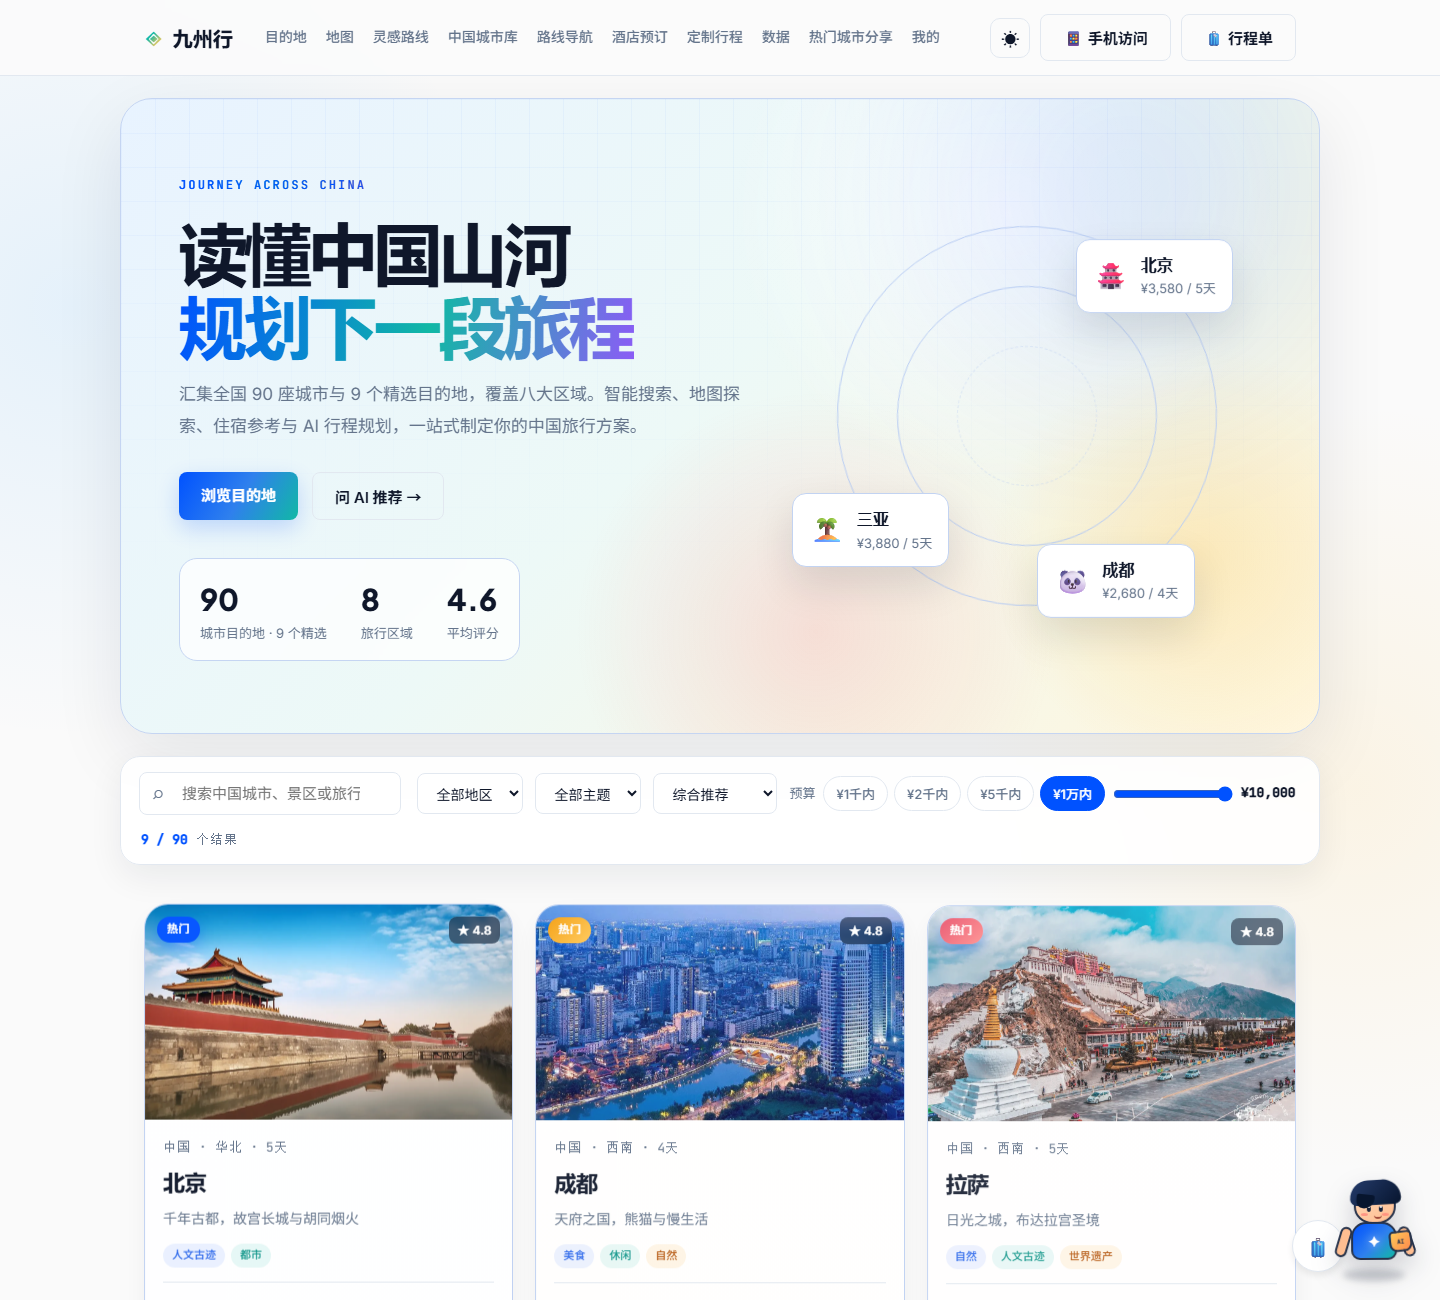 九州行
目的地 地图 灵感路线 中国城市库 路线导航 酒店预订 定制行程 数据 热门城市分享 我的
手机访问
行程单
JOURNEY ACROSS CHINA
读懂中国山河
规划下一段旅程
汇集全国 90 座城市与 9 个精选目的地，覆盖八大区域。智能搜索、地图探
索、住宿参考与 AI 行程规划，一站式制定你的中国旅行方案。
浏览目的地
问 AI 推荐 →
90
城市目的地 · 9 个精选
8
旅行区域
4.6
平均评分
北京
¥3,580 / 5天
三亚
¥3,880 / 5天
成都
¥2,680 / 4天
搜索中国城市、景区或旅行
全部地区
全部主题
综合推荐
预算
¥1千内
¥2千内
¥5千内
¥1万内
¥10,000
9 / 90 个结果
热门
★ 4.8
中国 · 华北 · 5天
北京
千年古都，故宫长城与胡同烟火
人文古迹
都市
热门
★ 4.8
中国 · 西南 · 4天
成都
天府之国，熊猫与慢生活
美食
休闲
自然
热门
★ 4.8
中国 · 西南 · 5天
拉萨
日光之城，布达拉宫圣境
自然
人文古迹
世界遗产